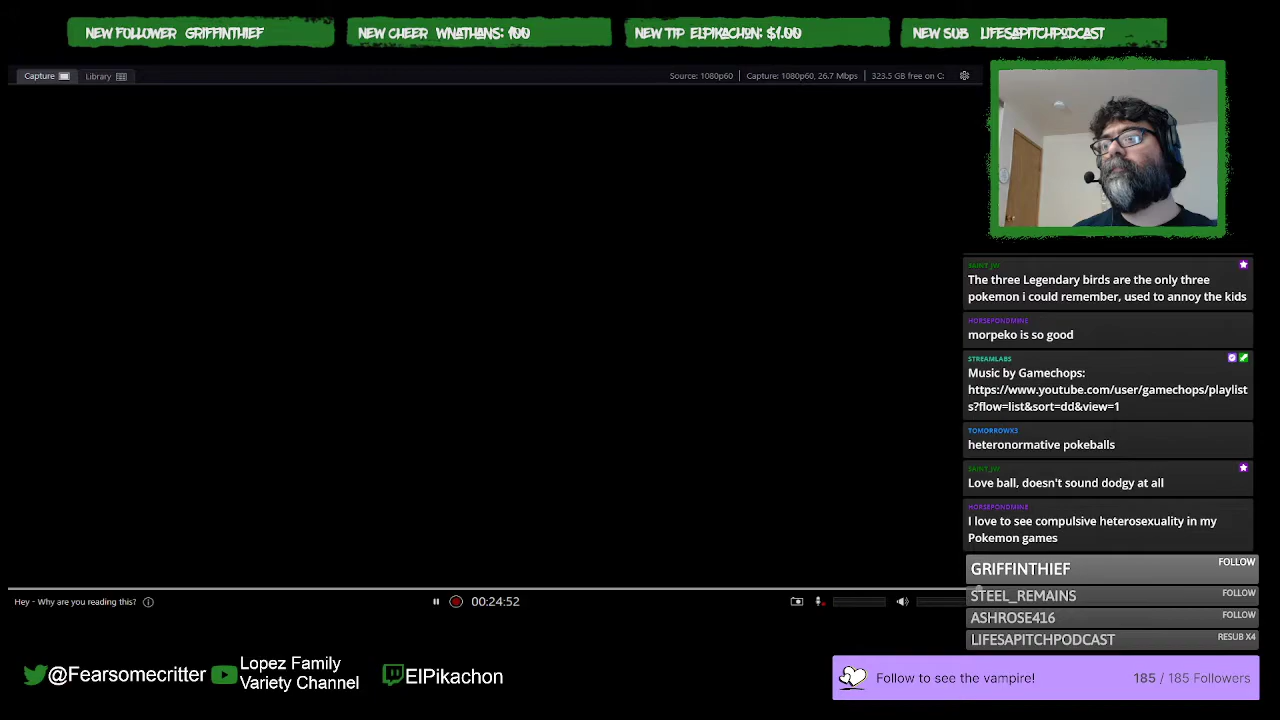 NEW FOLLOWER GRIFFINTHIEF
NEW CHEER WNATHANS: 100
NEW TIP ELPIKACHON: $1.00
NEW SUB LIFESAPITCHPODCAST
Capture
Library
Source: 1080p60
Capture: 1080p60, 26.7 Mbps
323.5 GB free on C:
SAINT_JW
The three Legendary birds are the only three
pokemon i could remember, used to annoy the kids
HORSEPONDMINE
morpeko is so good
STREAMLABS
Music by Gamechops:
https://www.youtube.com/user/gamechops/playlist
s?flow=list&sort=dd&view=1
TOMORROWX3
heteronormative pokeballs
SAINT_JW
Love ball, doesn't sound dodgy at all
HORSEPONDMINE
I love to see compulsive heterosexuality in my
Pokemon games
GRIFFINTHIEF FOLLOW
STEEL_REMAINS FOLLOW
ASHROSE416 FOLLOW
LIFESAPITCHPODCAST RESUB X4
Hey - Why are you reading this?
00:24:52
@Fearsomecritter
Lopez Family
Variety Channel
ElPikachon
Follow to see the vampire!
185 / 185 Followers